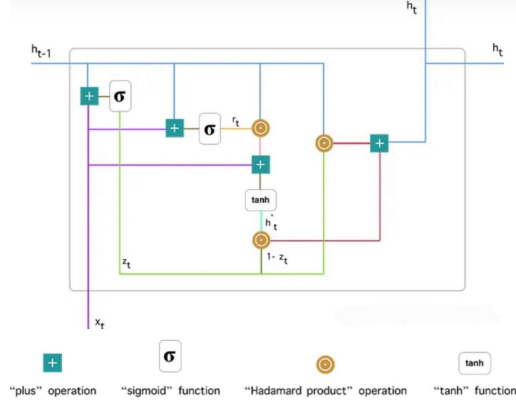 h_t
h_t-1
h_t
σ
r_t
σ
tanh
h'_t
z_t
1- z_t
x_t
σ
tanh
"plus" operation
"sigmoid" function
"Hadamard product" operation
"tanh" function